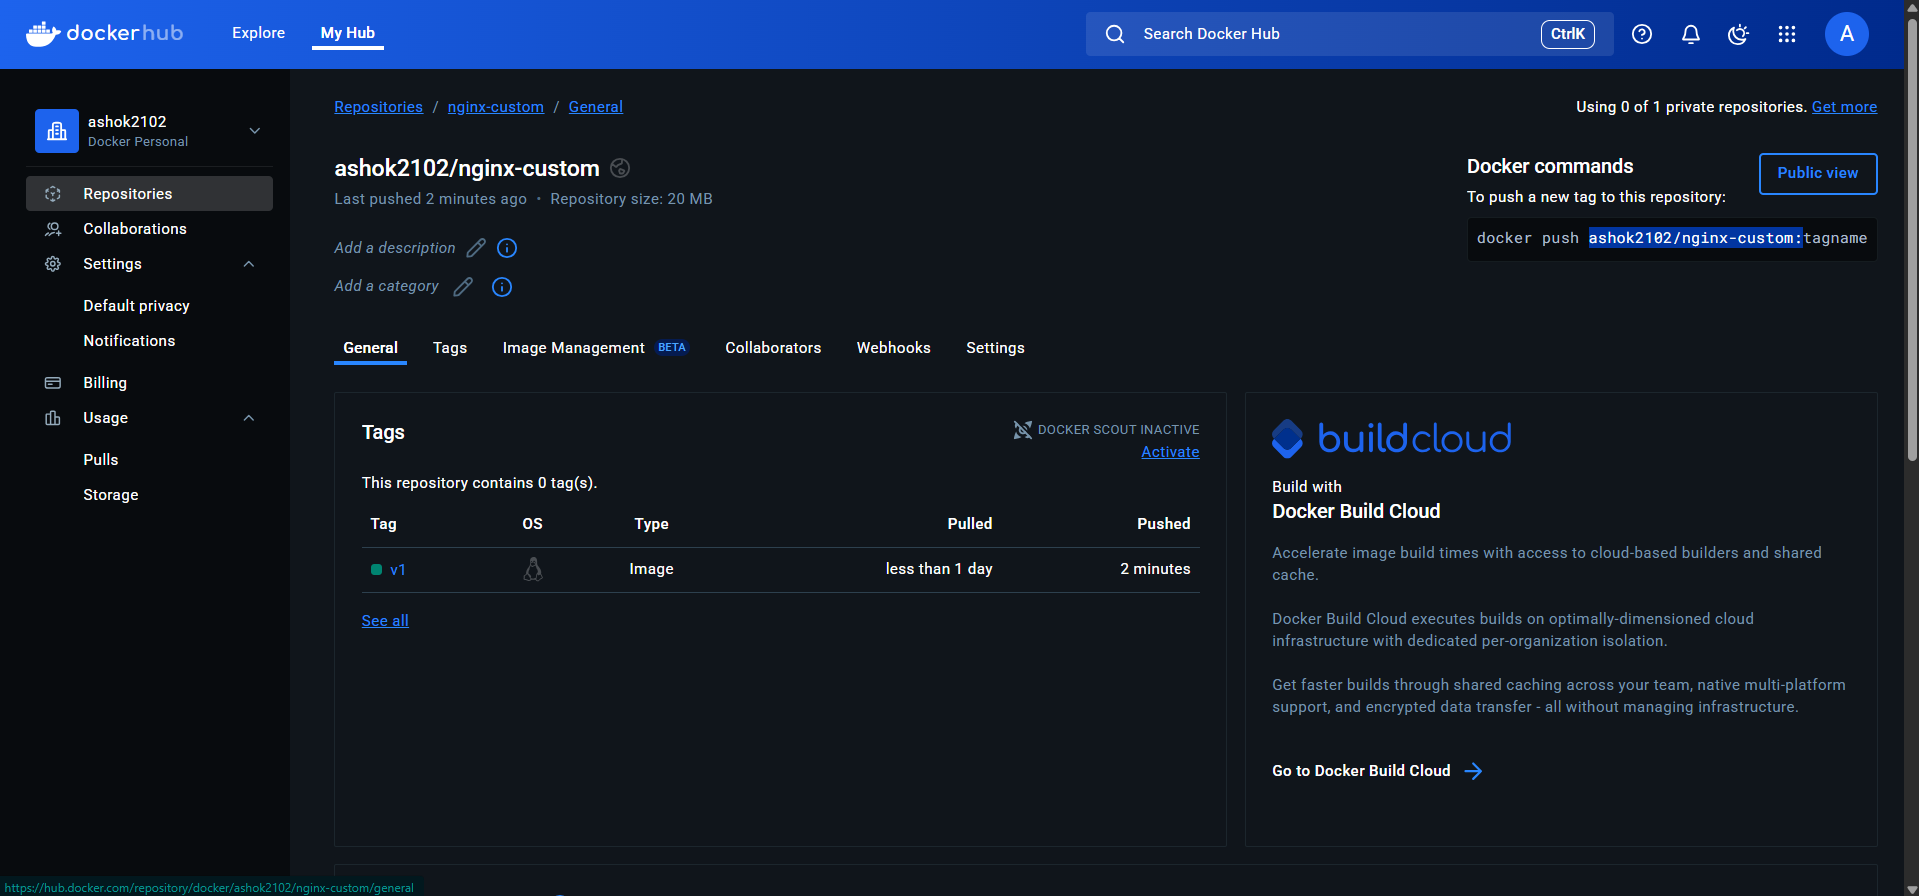 dockerhub
Explore
My Hub
Search Docker Hub
CtrlK
A
ashok2102
Docker Personal
Repositories
Collaborations
Settings
Default privacy
Notifications
Billing
Usage
Pulls
Storage
Repositories / nginx-custom / General
Using 0 of 1 private repositories. Get more
ashok2102/nginx-custom
Last pushed 2 minutes ago • Repository size: 20 MB
Add a description
Add a category
Docker commands
Public view
To push a new tag to this repository:
docker push ashok2102/nginx-custom:tagname
General Tags Image Management BETA Collaborators Webhooks Settings
Tags
DOCKER SCOUT INACTIVE
Activate
This repository contains 0 tag(s).
Tag OS Type Pulled Pushed
v1 Image less than 1 day 2 minutes
See all
buildcloud
Build with
Docker Build Cloud
Accelerate image build times with access to cloud-based builders and shared
cache.
Docker Build Cloud executes builds on optimally-dimensioned cloud
infrastructure with dedicated per-organization isolation.
Get faster builds through shared caching across your team, native multi-platform
support, and encrypted data transfer - all without managing infrastructure.
Go to Docker Build Cloud
https://hub.docker.com/repository/docker/ashok2102/nginx-custom/general